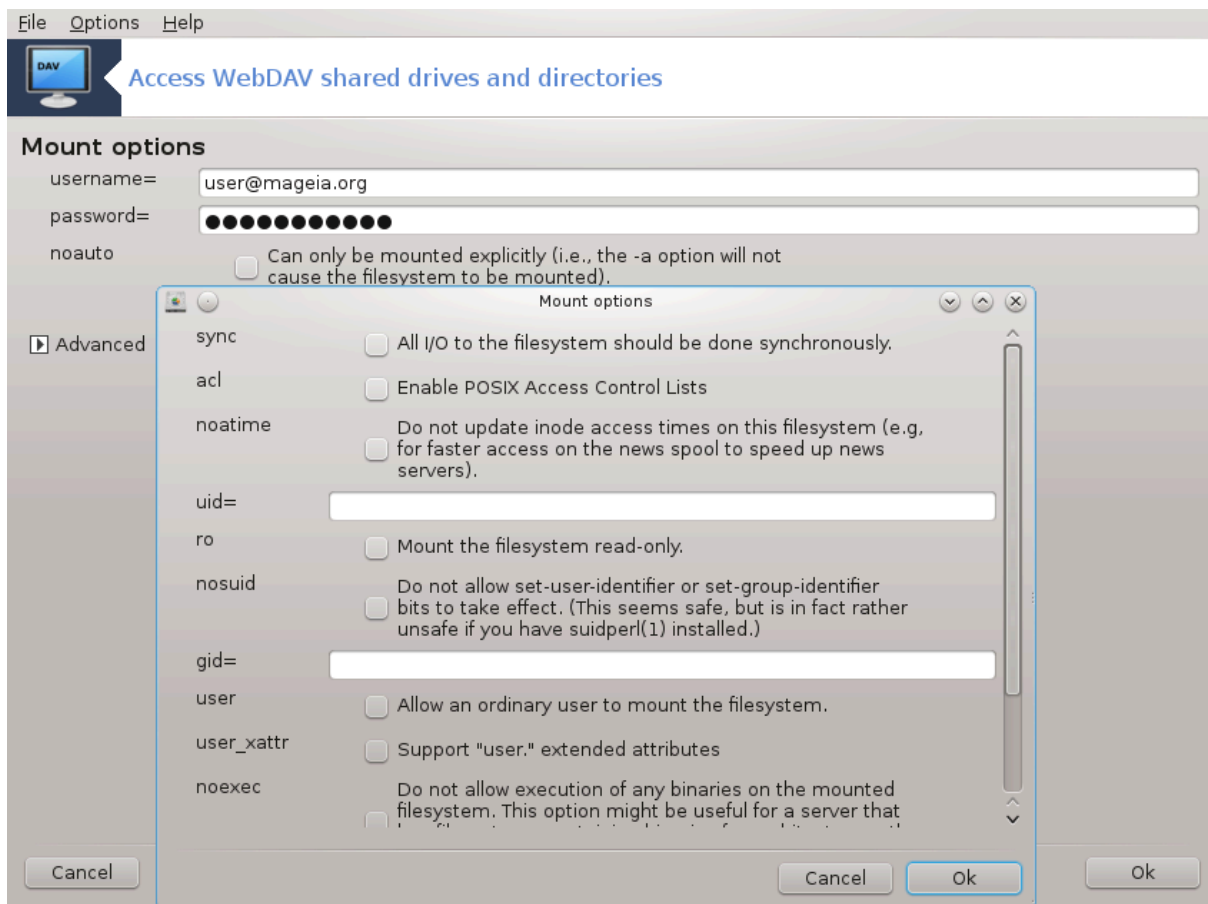 File Options Help
DAV
Access WebDAV shared drives and directories
Mount options
username=
user@mageia.org
password=
●●●●●●●●●●●
noauto
Can only be mounted explicitly (i.e., the -a option will not
cause the filesystem to be mounted).
Advanced
Mount options
sync
All I/O to the filesystem should be done synchronously.
acl
Enable POSIX Access Control Lists
noatime
Do not update inode access times on this filesystem (e.g,
for faster access on the news spool to speed up news
servers).
uid=
ro
Mount the filesystem read-only.
nosuid
Do not allow set-user-identifier or set-group-identifier
bits to take effect. (This seems safe, but is in fact rather
unsafe if you have suidperl(1) installed.)
gid=
user
Allow an ordinary user to mount the filesystem.
user_xattr
Support "user." extended attributes
noexec
Do not allow execution of any binaries on the mounted
filesystem. This option might be useful for a server that
Cancel
Ok
Cancel
Ok